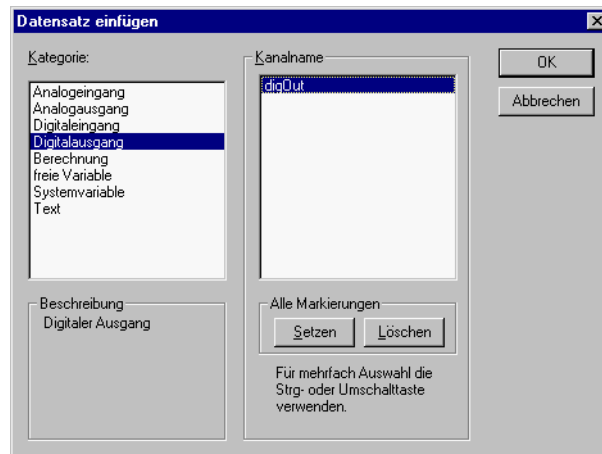 Datensatz einfügen
Kategorie:
Analogeingang
Analogausgang
Digitaleingang
Digitalausgang
Berechnung
freie Variable
Systemvariable
Text
Beschreibung
Digitaler Ausgang
Kanalname
digOut
Alle Markierungen
Setzen
Löschen
Für mehrfach Auswahl die
Strg- oder Umschalttaste
verwenden.
OK
Abbrechen